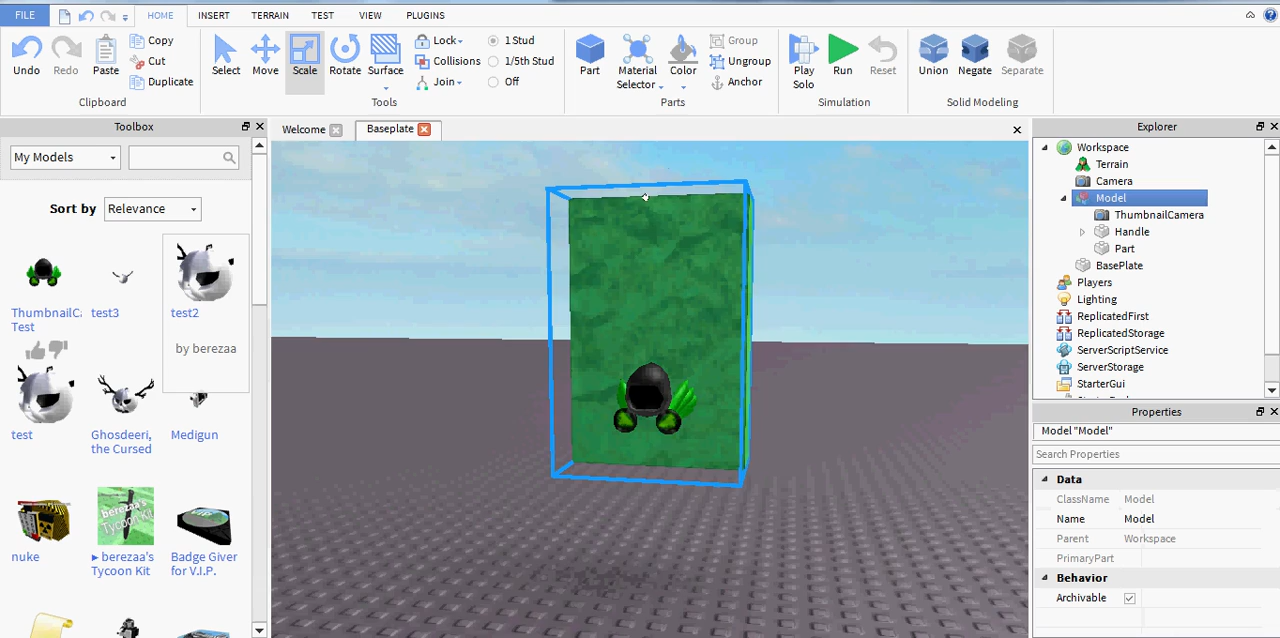 FILE HOME INSERT TERRAIN TEST VIEW PLUGINS
Undo Redo Paste Copy Cut Duplicate
Clipboard
Select Move Scale Rotate Surface Lock Collisions Join 1 Stud 1/5th Stud Off
Tools
Part Material Selector Color Group Ungroup Anchor
Parts
Play Solo Run Reset
Simulation
Union Negate Separate
Solid Modeling
Toolbox
My Models
Sort by Relevance
ThumbnailC. Test
test3
test2
by berezaa
test
Ghosdeeri, the Cursed
Medigun
nuke
berezaa's Tycoon Kit
▸ berezaa's Tycoon Kit
Badge Giver for V.I.P.
Welcome Baseplate
Explorer
Workspace
Terrain
Camera
Model
ThumbnailCamera
Handle
Part
BasePlate
Players
Lighting
ReplicatedFirst
ReplicatedStorage
ServerScriptService
ServerStorage
StarterGui
Properties
Model "Model"
Search Properties
Data
ClassName Model
Name Model
Parent Workspace
PrimaryPart
Behavior
Archivable